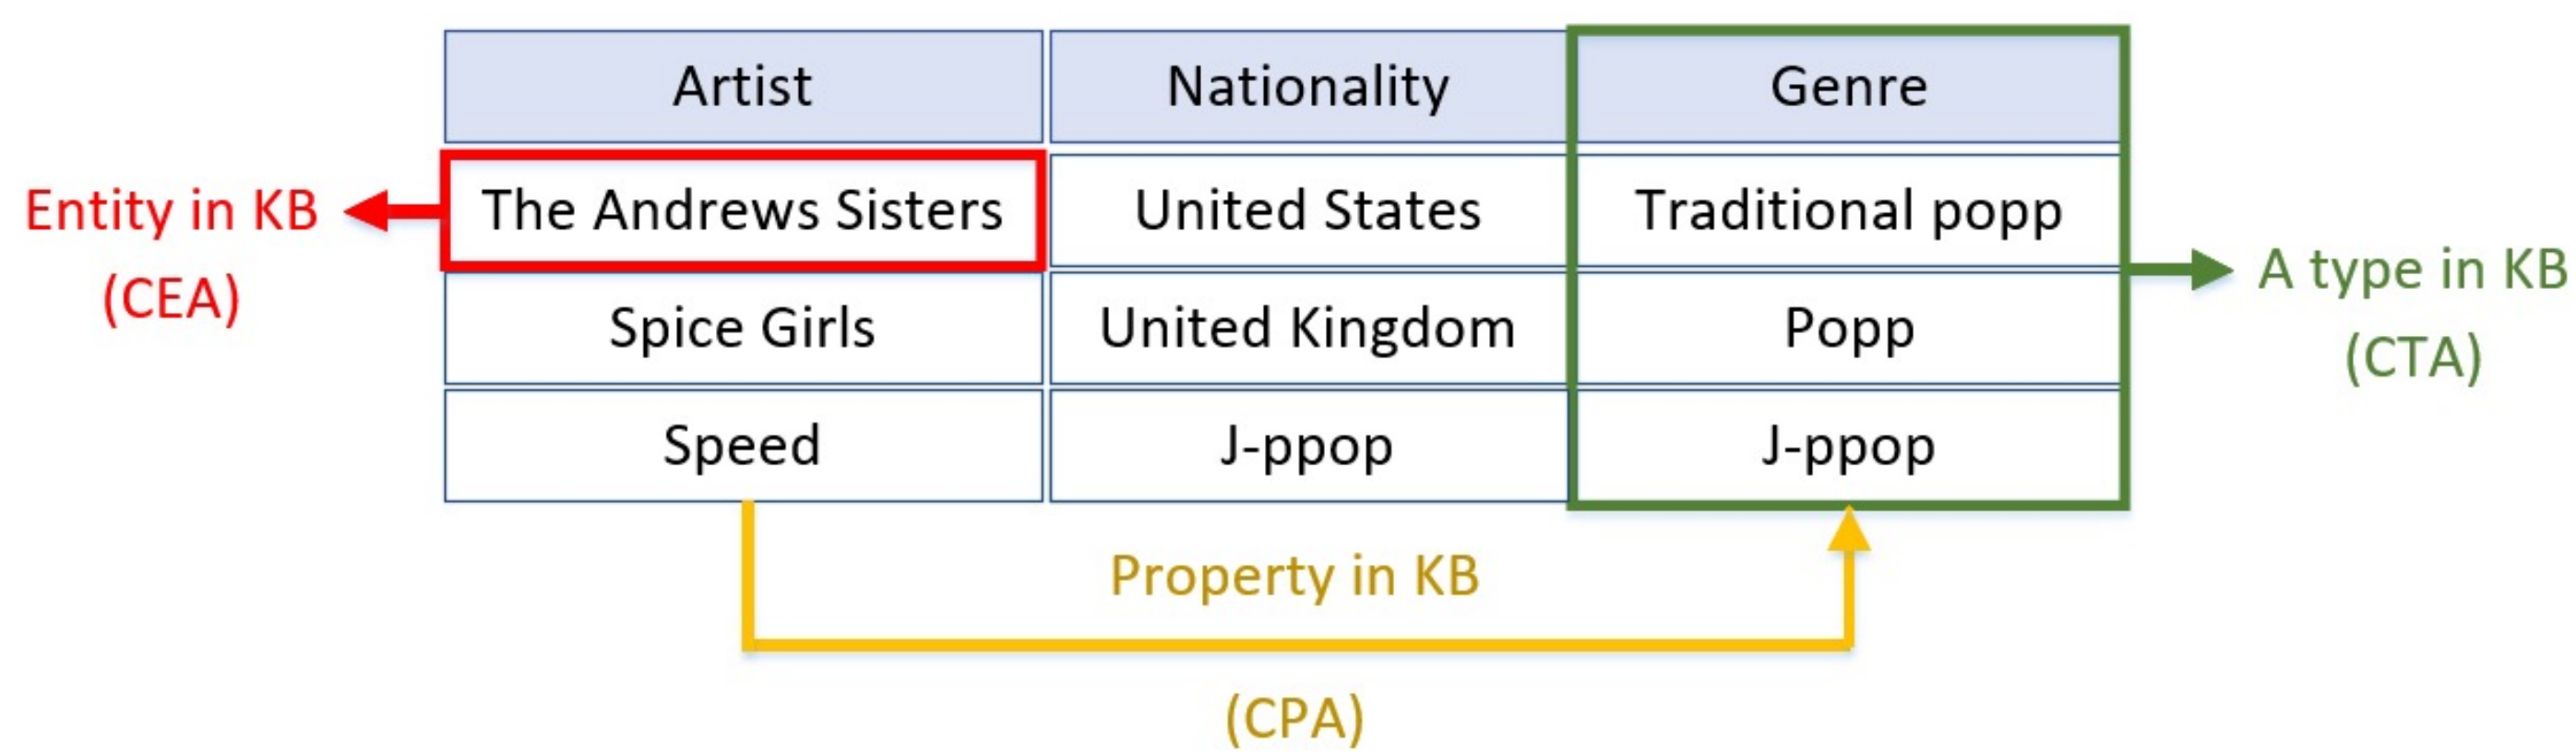 Artist Nationality Genre
Entity in KB The Andrews Sisters United States Traditional popp
A type in KB
(CEA) Spice Girls United Kingdom Popp
(CTA)
Speed J-ppop J-ppop
Property in KB
(CPA)